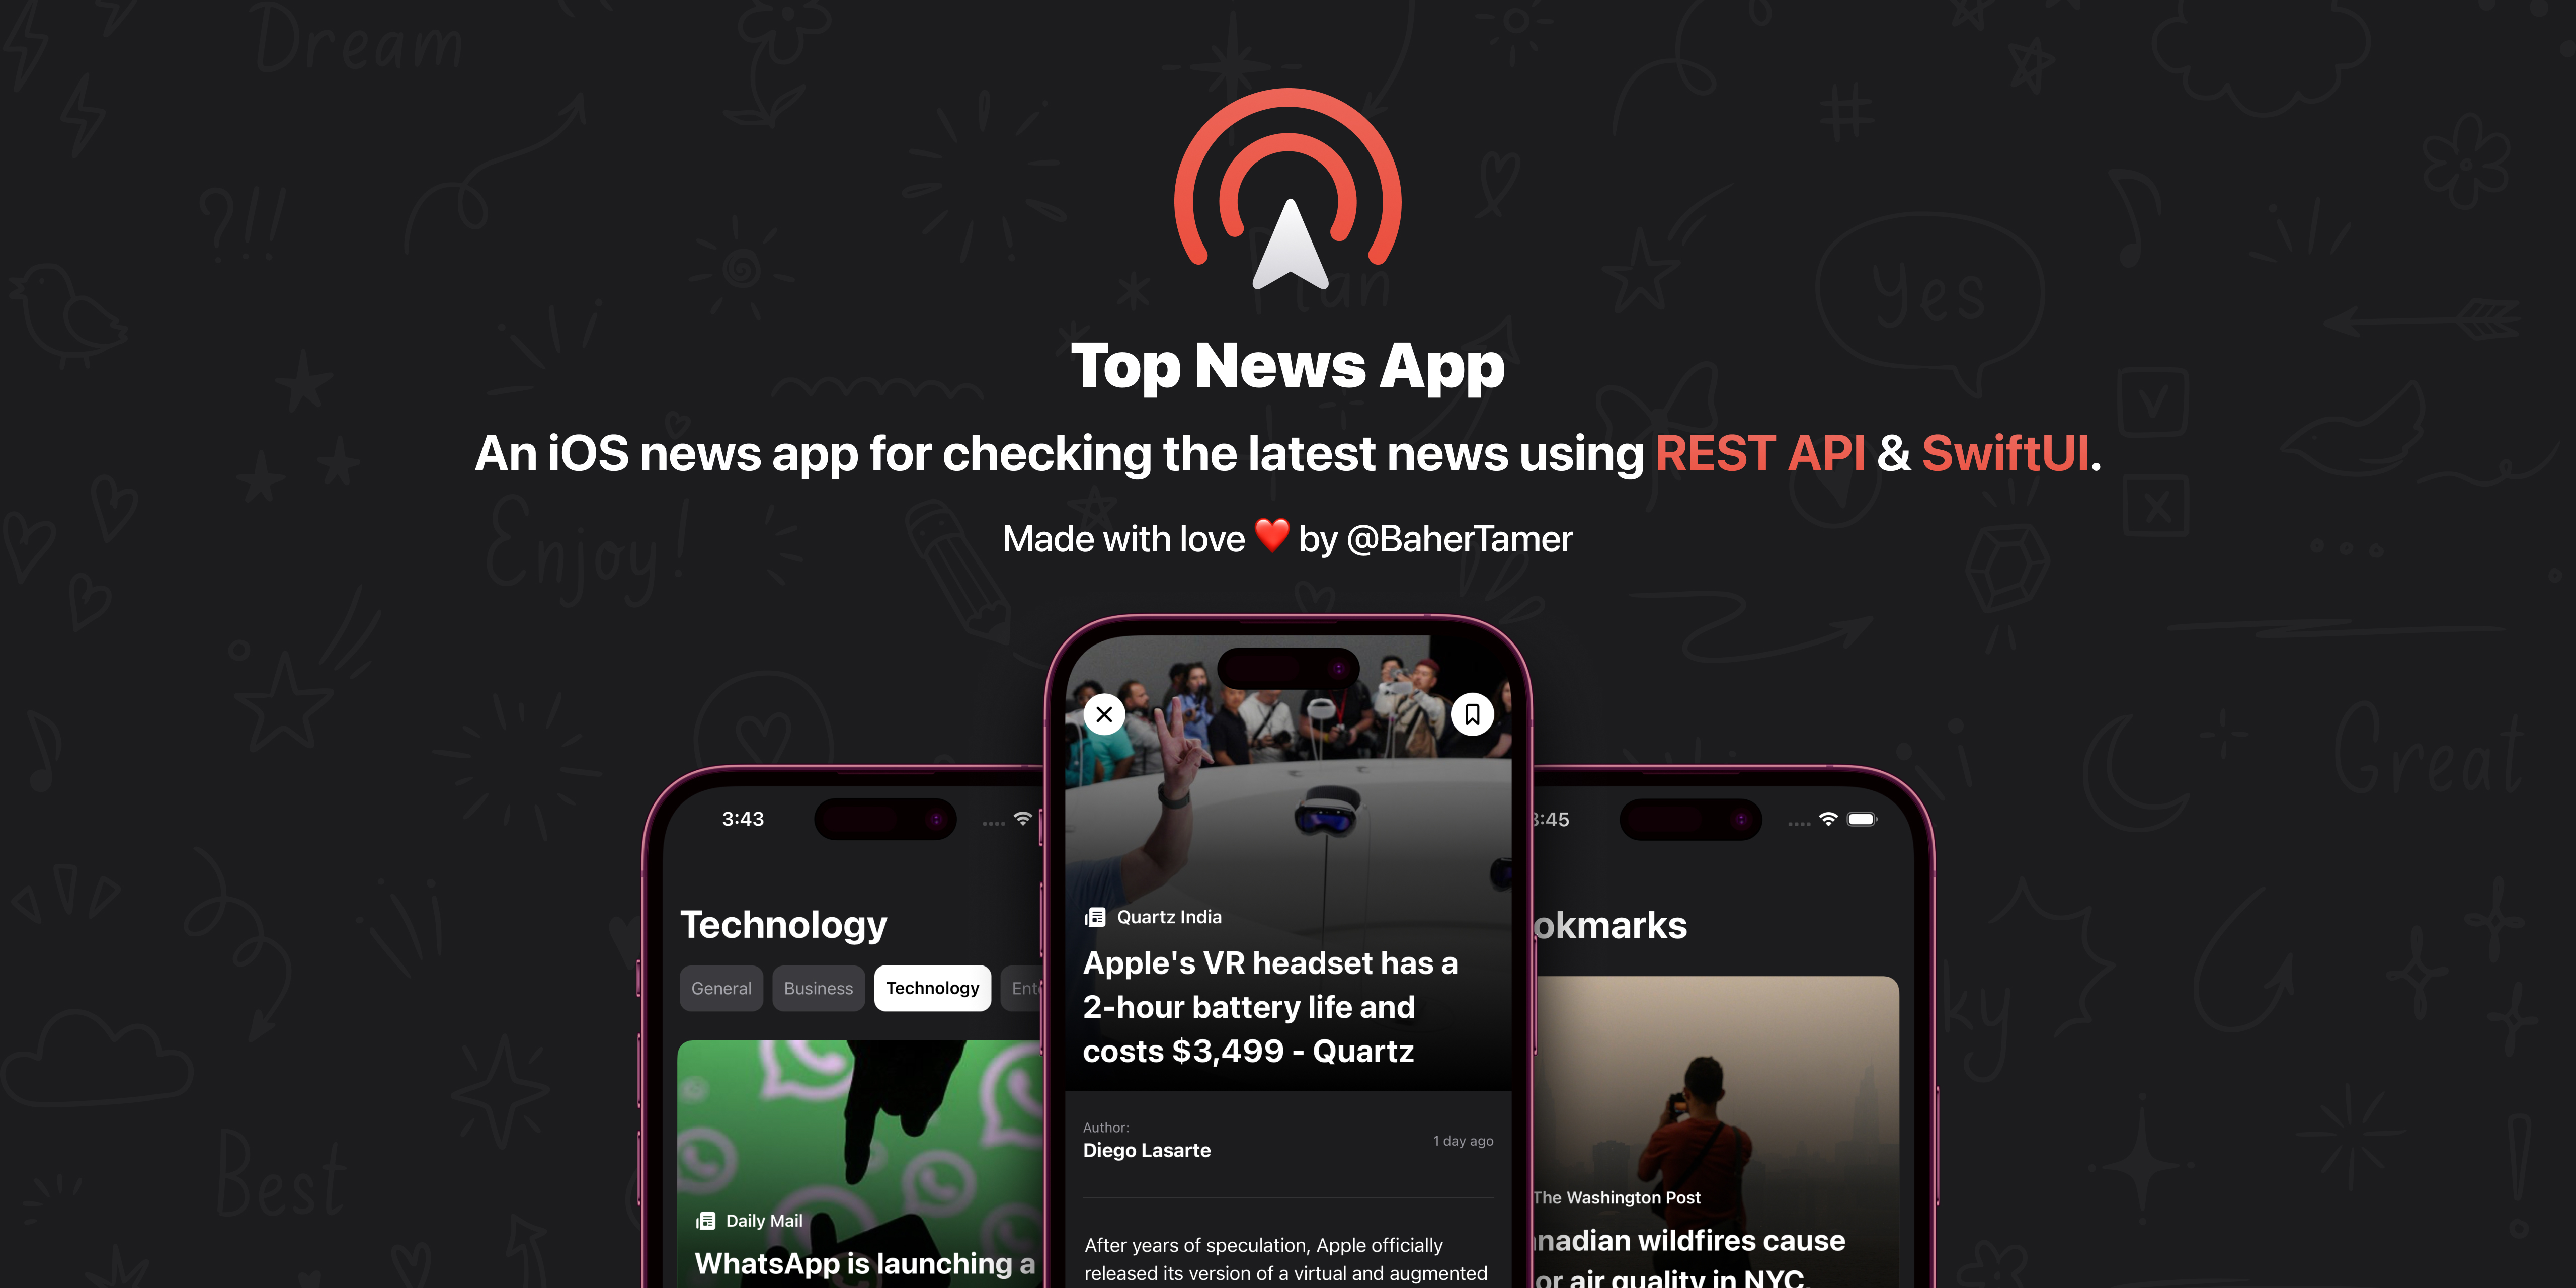 Dream
?!!
Plan
Yes
Top News App
An iOS news app for checking the latest news using REST API & SwiftUI.
Enjoy!
Made with love ❤️ by @BaherTamer
Great
3:43
Technology
General
Business
Technology
Best
Daily Mail
WhatsApp is launching a
Quartz India
Apple's VR headset has a
2-hour battery life and
costs $3,499 - Quartz
Author:
Diego Lasarte
1 day ago
After years of speculation, Apple officially
released its version of a virtual and augmented
:45
okmarks
The Washington Post
nadian wildfires cause
or air quality in NYC.